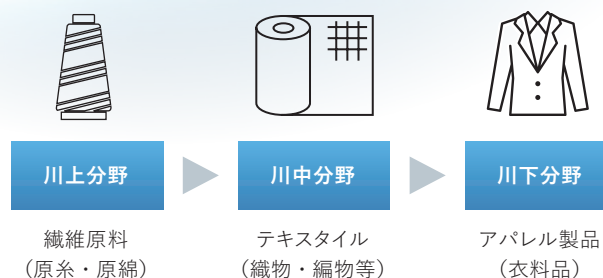 川上分野
川中分野
川下分野
繊維原料
（原糸・原綿）
テキスタイル
（織物・編物等）
アパレル製品
（衣料品）